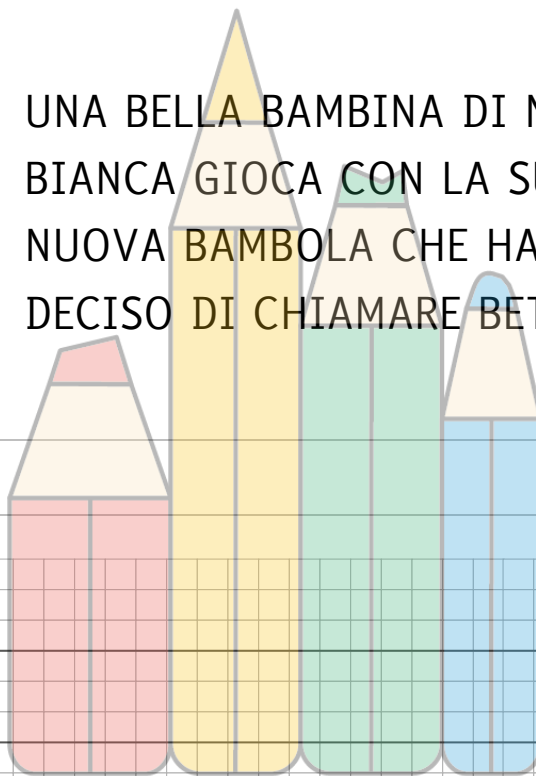 UNA BELLA BAMBINA DI
BIANCA GIOCA CON LA
NUOVA BAMBOLA CHE HA
DECISO DI CHIAMARE